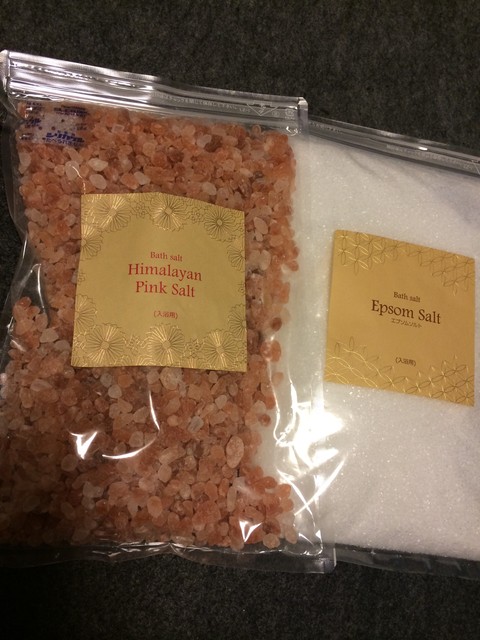 Bath salt
Himalayan
Pink Salt
(入浴用)
Bath salt
Epsom Salt
エプソムソルト
(入浴用)